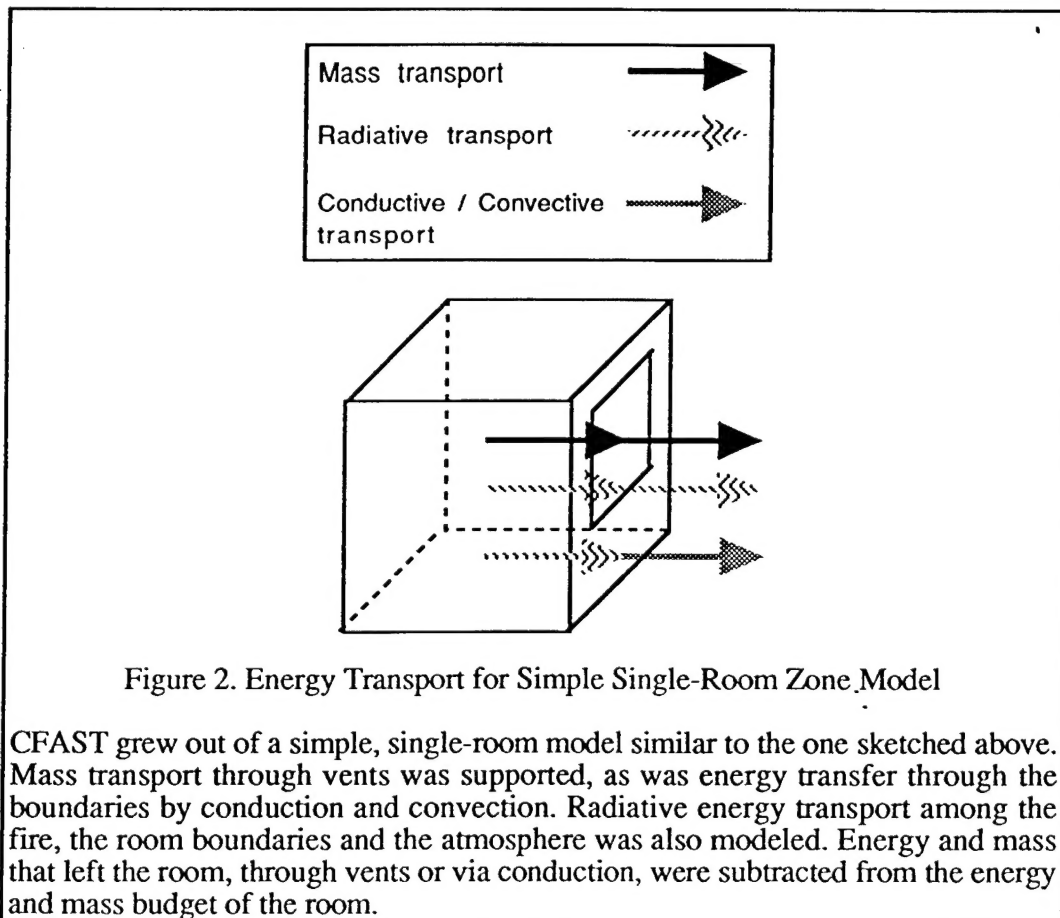 Mass transport
Radiative transport
Conductive / Convective
transport
Figure 2. Energy Transport for Simple Single-Room Zone Model
CFAST grew out of a simple, single-room model similar to the one sketched above.
Mass transport through vents was supported, as was energy transfer through the
boundaries by conduction and convection. Radiative energy transport among the
fire, the room boundaries and the atmosphere was also modeled. Energy and mass
that left the room, through vents or via conduction, were subtracted from the energy
and mass budget of the room.